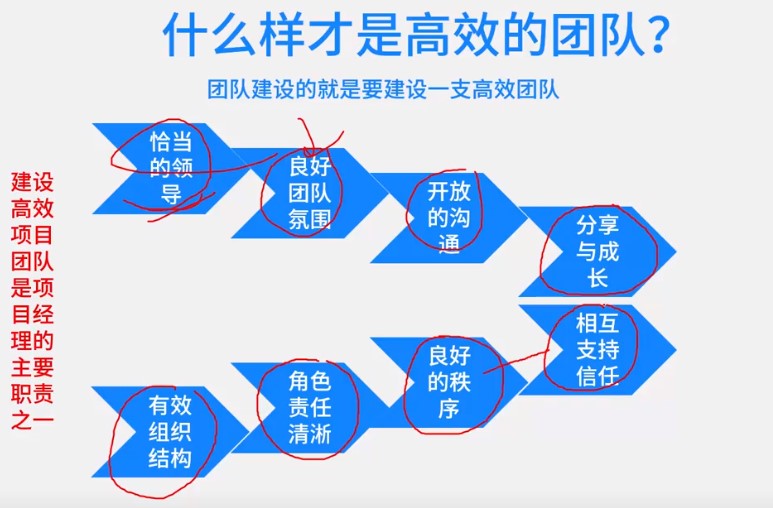 什么样才是高效的团队？
团队建设的就是要建设一支高效团队
恰当
的领
导
良好
团队
氛围
开放
的沟
通
分享
与成
长
建设
高效
项目
团队
是项
目经
理的
主要
职责
之一
相互
支持
信任
良好
的秩
序
角色
责任
清淅
有效
组织
结构